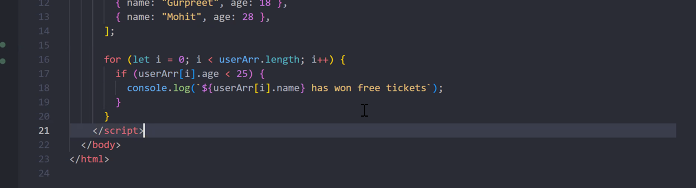 12 { name: "Gurpreet", age: 18 },
13 { name: "Mohit", age: 28 },
14 ];
15
16 for (let i = 0; i < userArr.length; i++) {
17 if (userArr[i].age < 25) {
18 console.log(`${userArr[i].name} has won free tickets`);
19 }
20 }
21 </script>
22 </body>
23 </html>
24